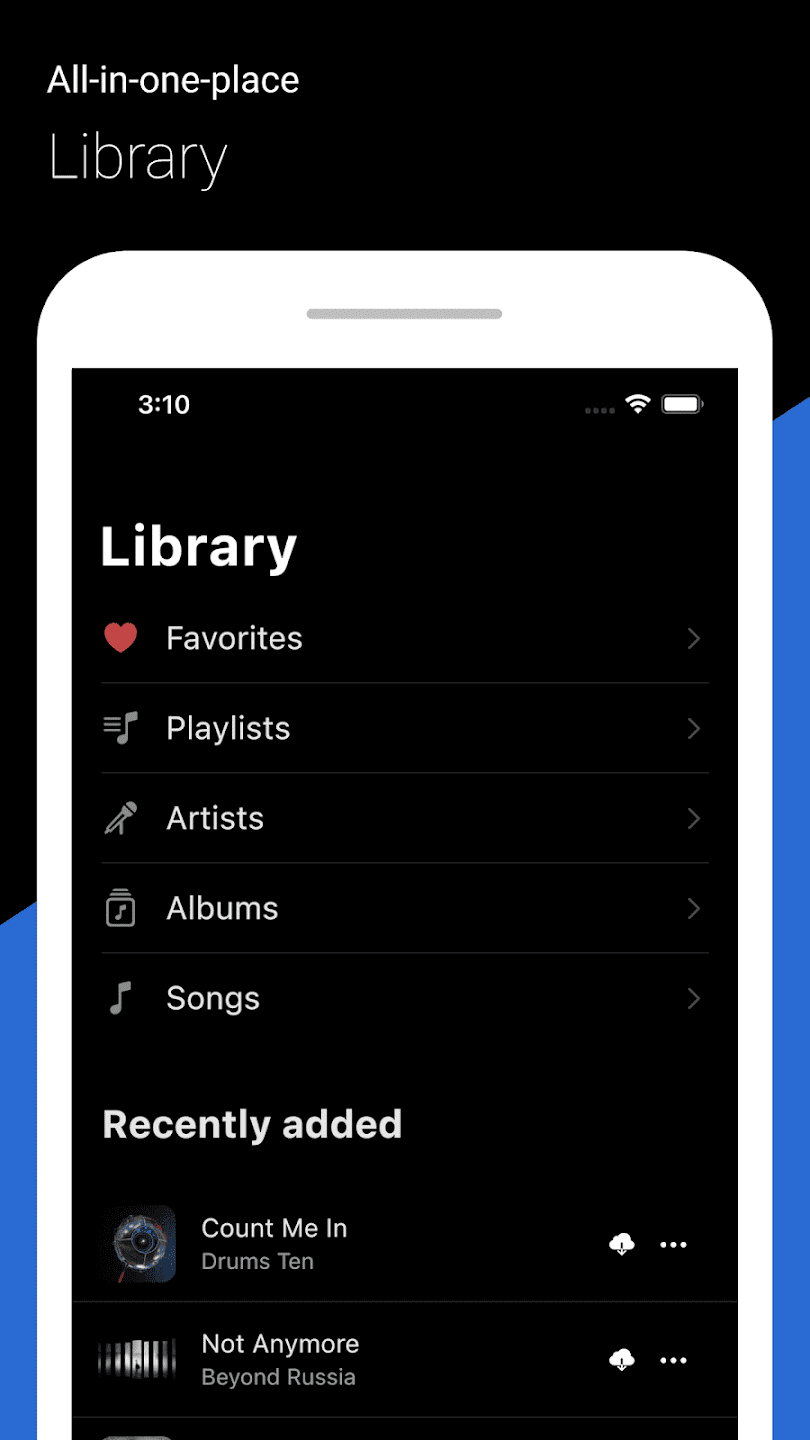 All-in-one-place
Library
3:10
Library
Favorites
Playlists
Artists
Albums
Songs
Recently added
Count Me In
Drums Ten
Not Anymore
Beyond Russia